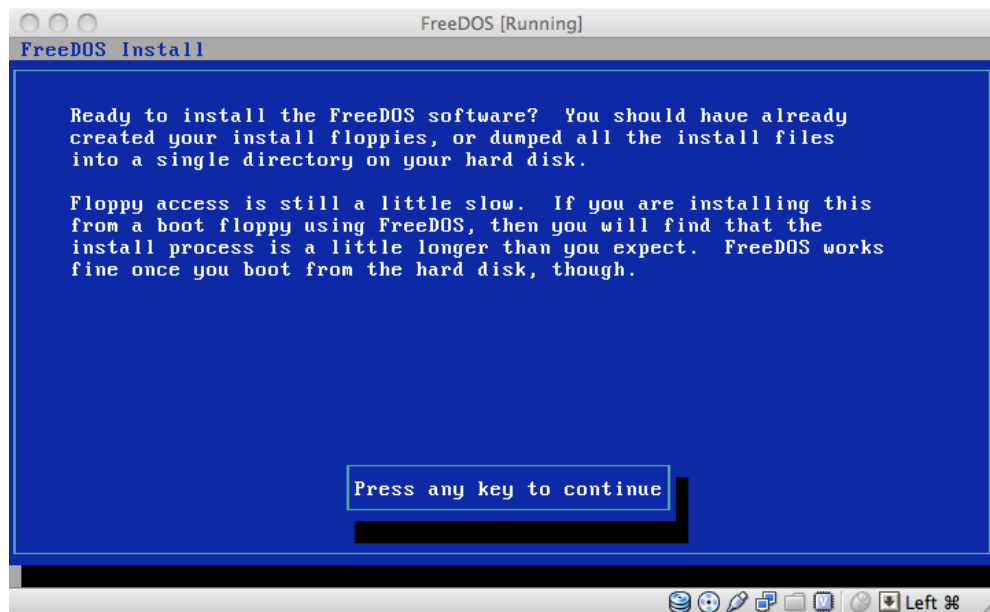 FreeDOS [Running]
FreeDOS Install
Ready to install the FreeDOS software?  You should have already
created your install floppies, or dumped all the install files
into a single directory on your hard disk.
Floppy access is still a little slow.  If you are installing this
from a boot floppy using FreeDOS, then you will find that the
install process is a little longer than you expect.  FreeDOS works
fine once you boot from the hard disk, though.
Press any key to continue
Left ⌘